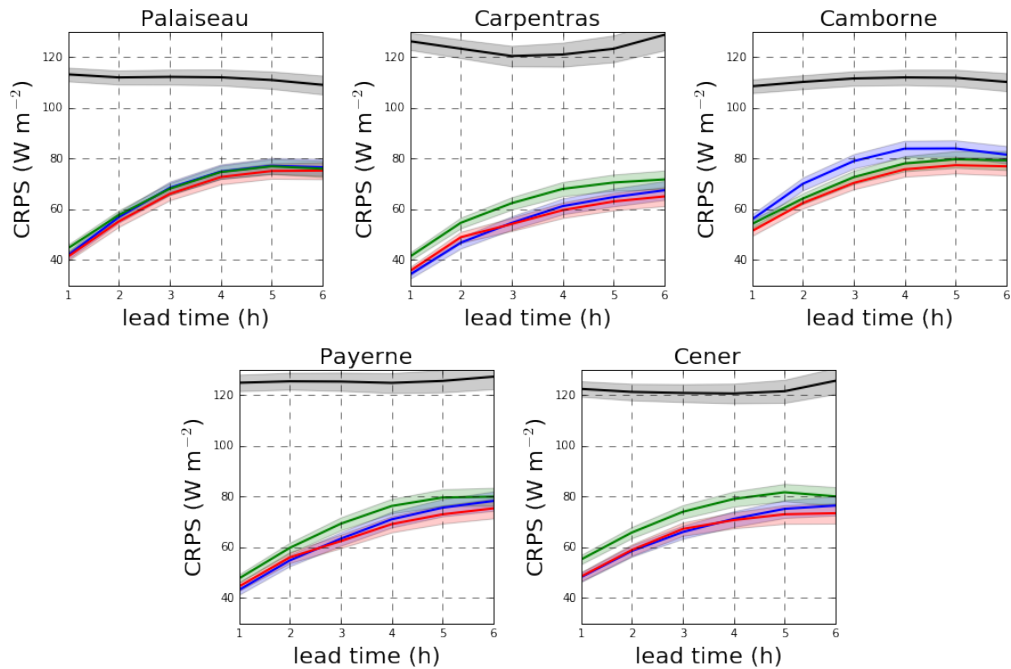 Palaiseau
Carpentras
Camborne
CRPS (W m⁻²)
120
100
80
60
40
1 2 3 4 5 6
lead time (h)
CRPS (W m⁻²)
120
100
80
60
40
1 2 3 4 5 6
lead time (h)
CRPS (W m⁻²)
120
100
80
60
40
1 2 3 4 5 6
lead time (h)
Payerne
Cener
CRPS (W m⁻²)
120
100
80
60
40
1 2 3 4 5 6
lead time (h)
CRPS (W m⁻²)
120
100
80
60
40
1 2 3 4 5 6
lead time (h)